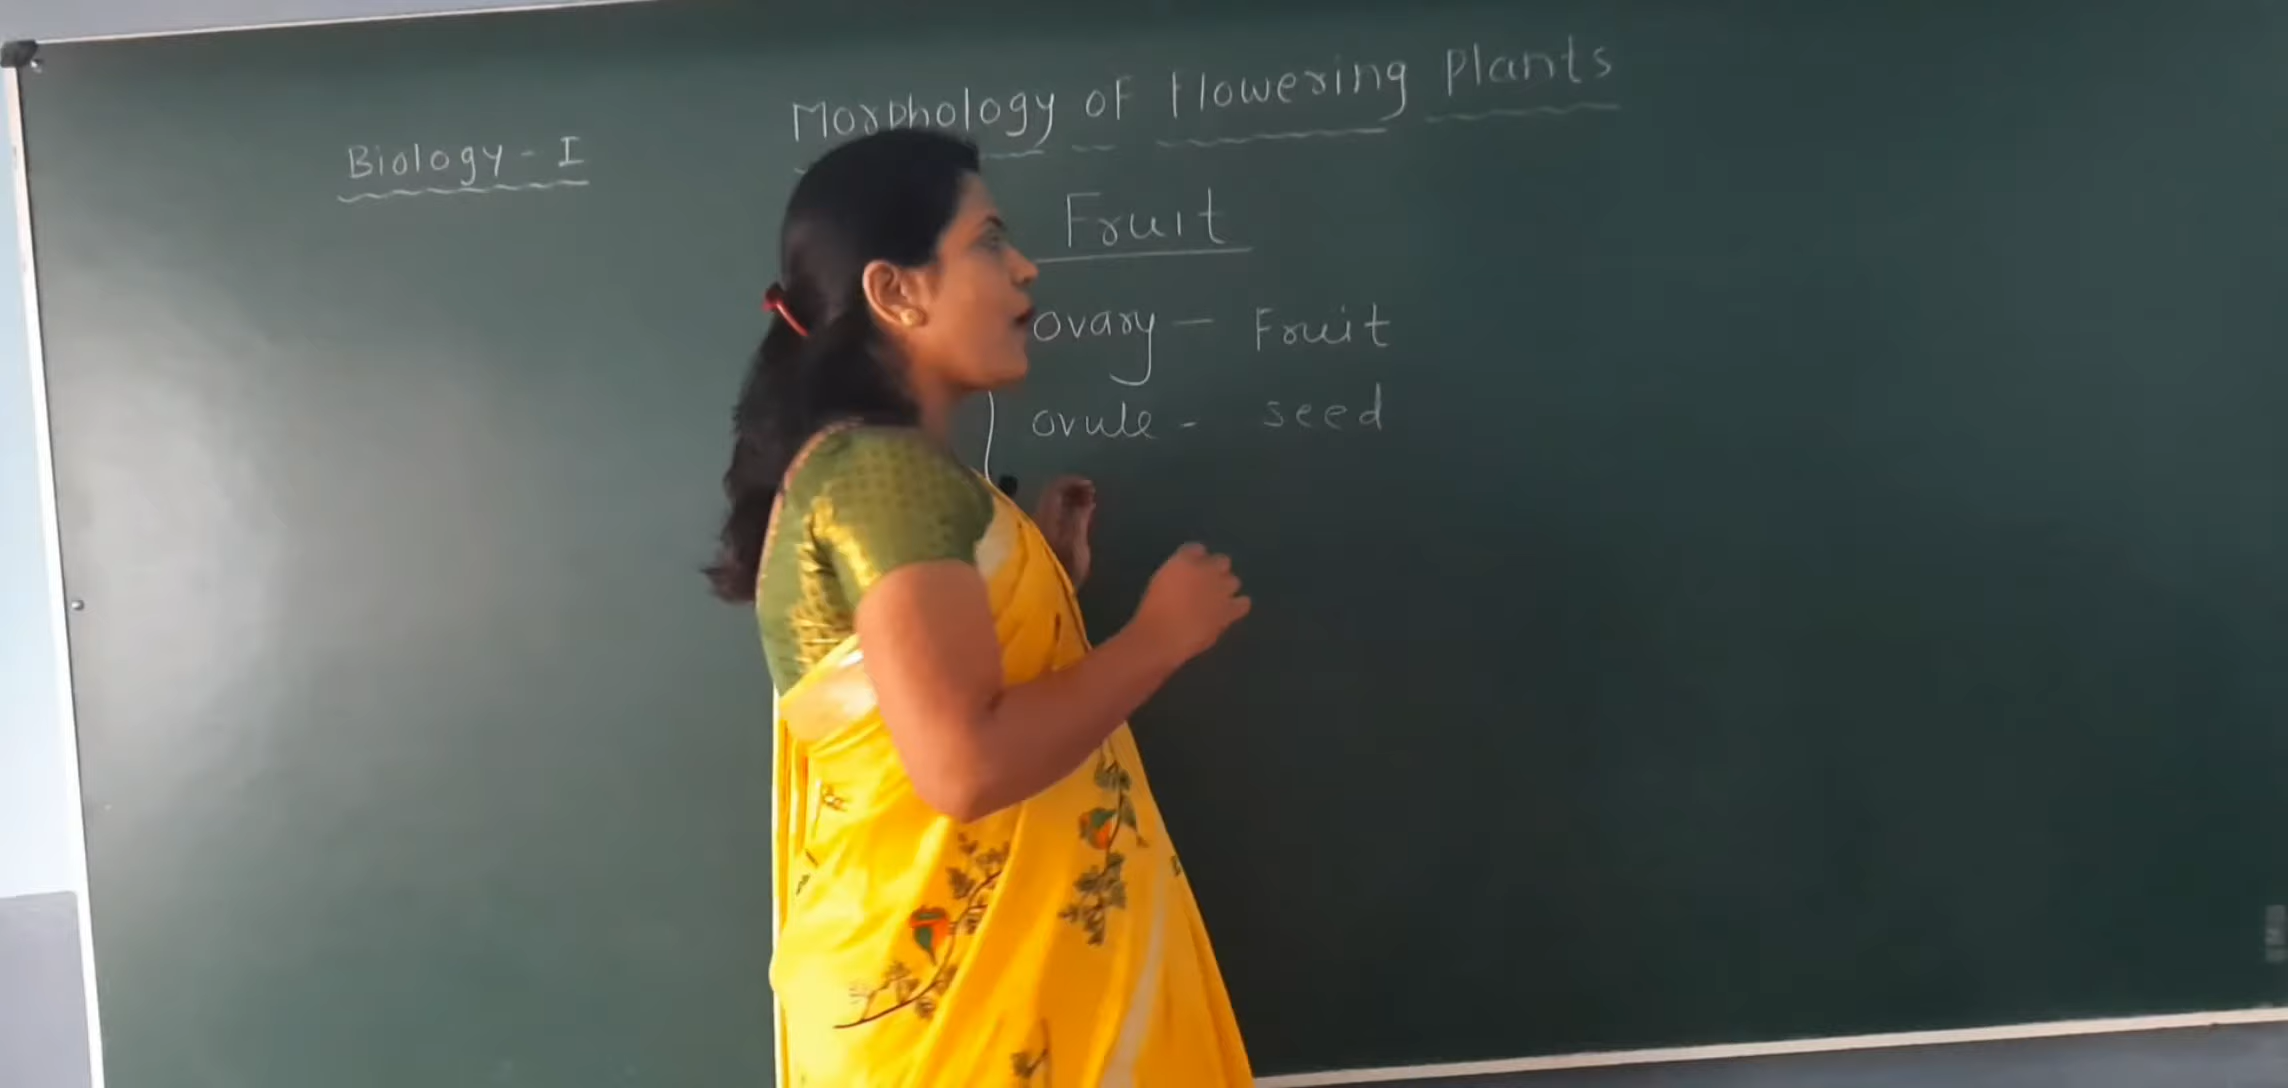 Morphology of Flowering Plants
Biology - I
Fruit
ovary - Fruit
ovule - seed